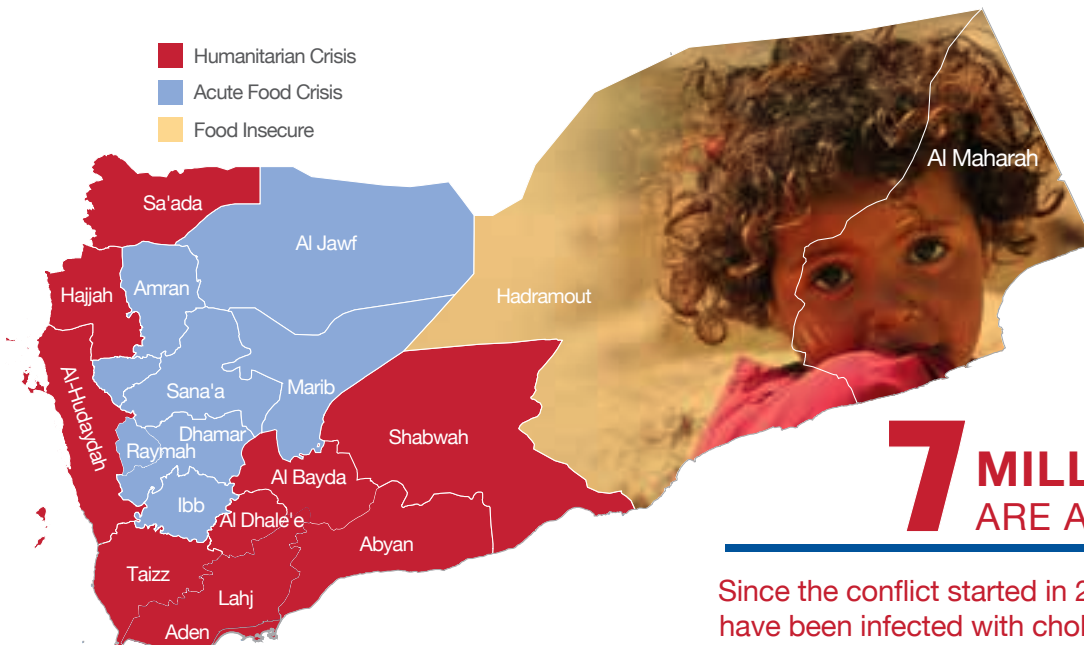 Humanitarian Crisis
Acute Food Crisis
Food Insecure
Al Maharah
Sa'ada
Al Jawf
Hajjah
Amran
Hadramout
Al-Hudaydah
Sana'a
Marib
Dhamar
Raymah
Shabwah
Al Bayda
Ibb
Al Dhale'e
Abyan
Taizz
Lahj
Aden
7 MILL
ARE A
Since the conflict started in 2
have been infected with chol